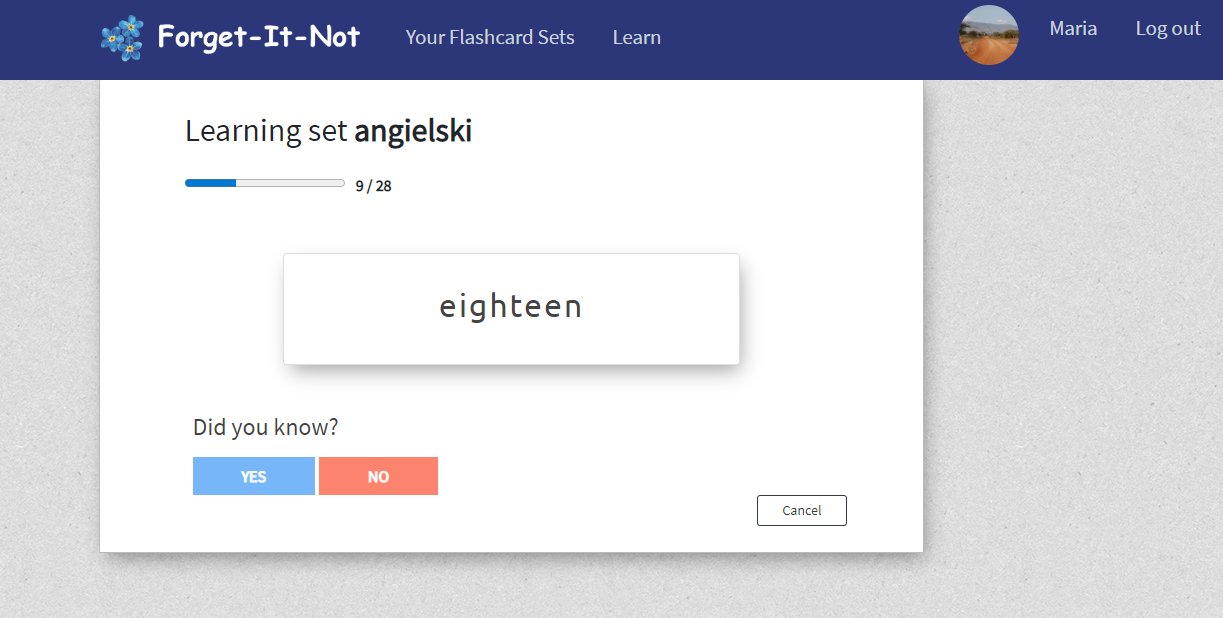 Forget-It-Not Your Flashcard Sets Learn Maria Log out
Learning set angielski
9 / 28
eighteen
Did you know?
YES NO
Cancel